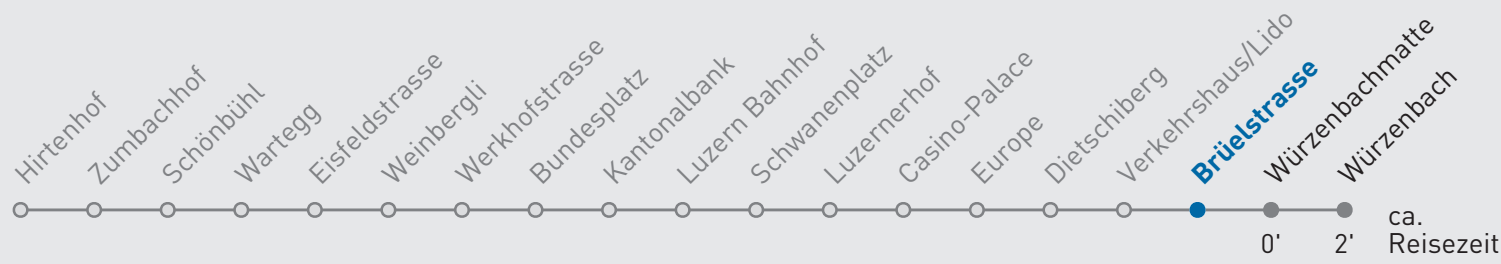 Hirtenhof
Zumbachhof
Schönbühl
Wartegg
Eisfeldstrasse
Weinbergli
Werkhofstrasse
Bundesplatz
Kantonalbank
Luzern Bahnhof
Schwanenplatz
Luzernerhof
Casino-Palace
Europe
Dietschiberg
Verkehrshaus/Lido
Brüelstrasse
Würzenbachmatte
Würzenbach
ca.
0' 2' Reisezeit